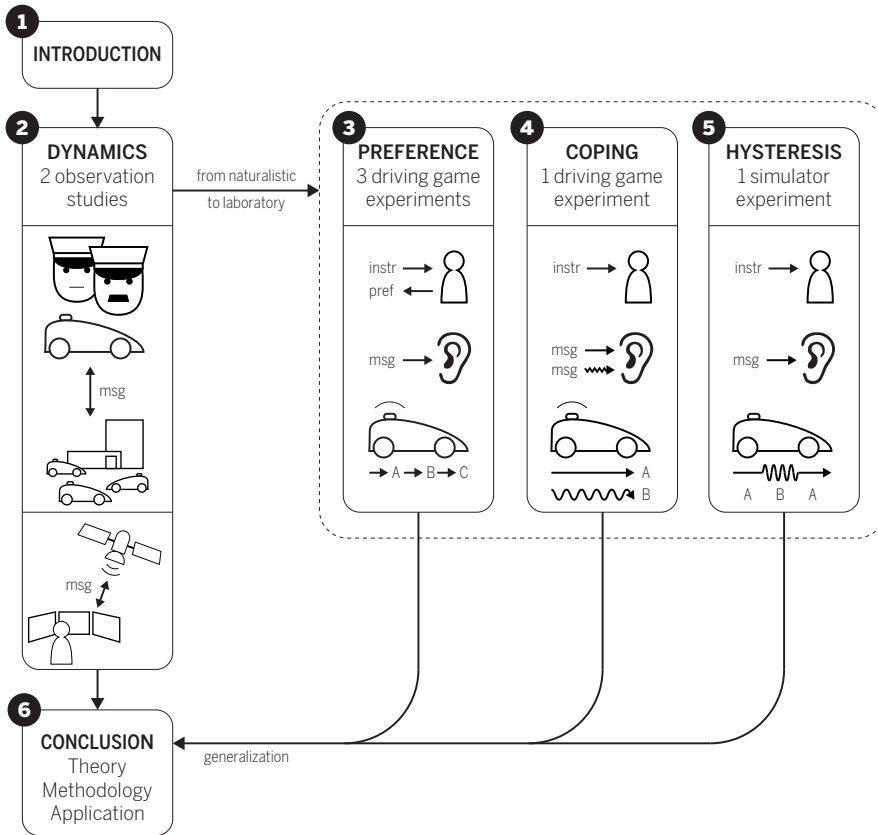 1
INTRODUCTION
2
DYNAMICS
2 observation
studies
msg
msg
from naturalistic
to laboratory
3
PREFERENCE
3 driving game
experiments
instr
pref
msg
A B C
4
COPING
1 driving game
experiment
instr
msg
msg
A
B
5
HYSTERESIS
1 simulator
experiment
instr
msg
A B A
6
CONCLUSION
Theory
Methodology
Application
generalization